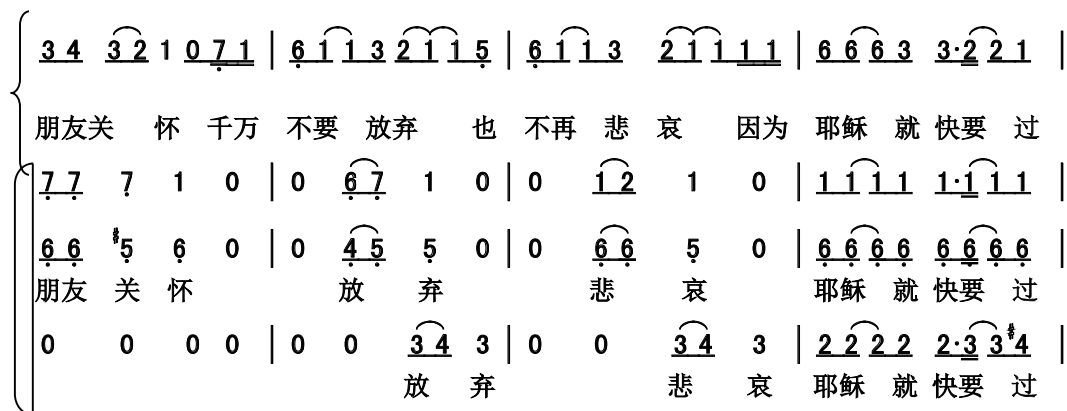 3 4 3 2 1 0 7 1 | 6 1 1 3 2 1 1 5 | 6 1 1 3 2 1 1 1 1 | 6 6 6 3 3·2 2 1 |
朋友关 怀 千万 不要 放弃 也 不再 悲 哀 因为 耶稣 就 快要 过
7 7 7 1 0 | 0 6 7 1 0 | 0 1 2 1 0 | 1 1 1 1 1·1 1 1 |
6 6 #5 6 0 | 0 4 5 5 0 | 0 6 6 5 0 | 6 6 6 6 6 6 6 6 |
朋友 关 怀 放 弃 悲 哀 耶稣 就 快要 过
0 0 0 0 | 0 0 3 4 3 | 0 0 3 4 3 | 2 2 2 2 2·3 3 #4 |
放 弃 悲 哀 耶稣 就 快要 过